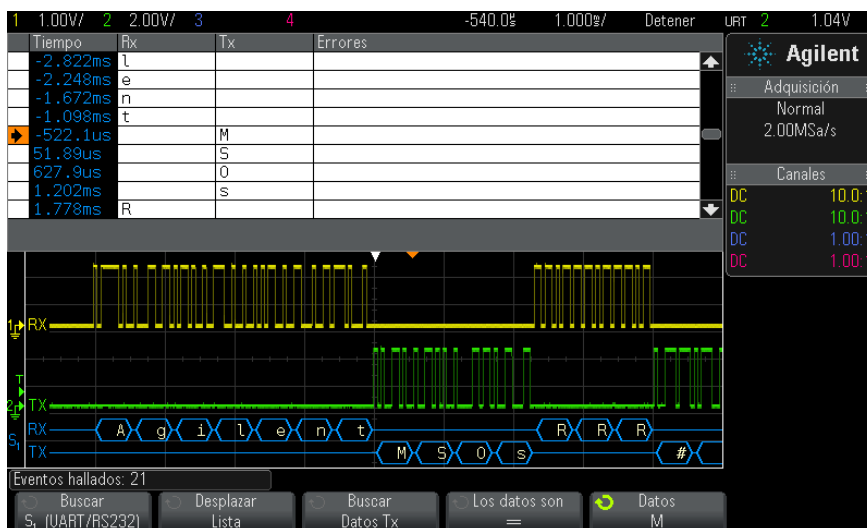 1 1.00V/ 2 2.00V/ 3 4 -540.0㎲ 1.000㎳/ Detener URT 2 1.04V
Tiempo Rx Tx Errores
-2.822ms l
-2.248ms e
-1.672ms n
-1.098ms t
-522.1us M
51.89us S
627.9us O
1.202ms s
1.778ms R
Agilent
Adquisición
Normal
2.00MSa/s
Canales
DC 10.0:
DC 10.0:
DC 1.00:
DC 1.00:
1 RX
T
2 TX
S1 RX A g i l e n t R R R
TX M S O s #
Eventos hallados: 21
Buscar
S1 (UART/RS232)
Desplazar
Lista
Buscar
Datos Tx
Los datos son
=
Datos
M